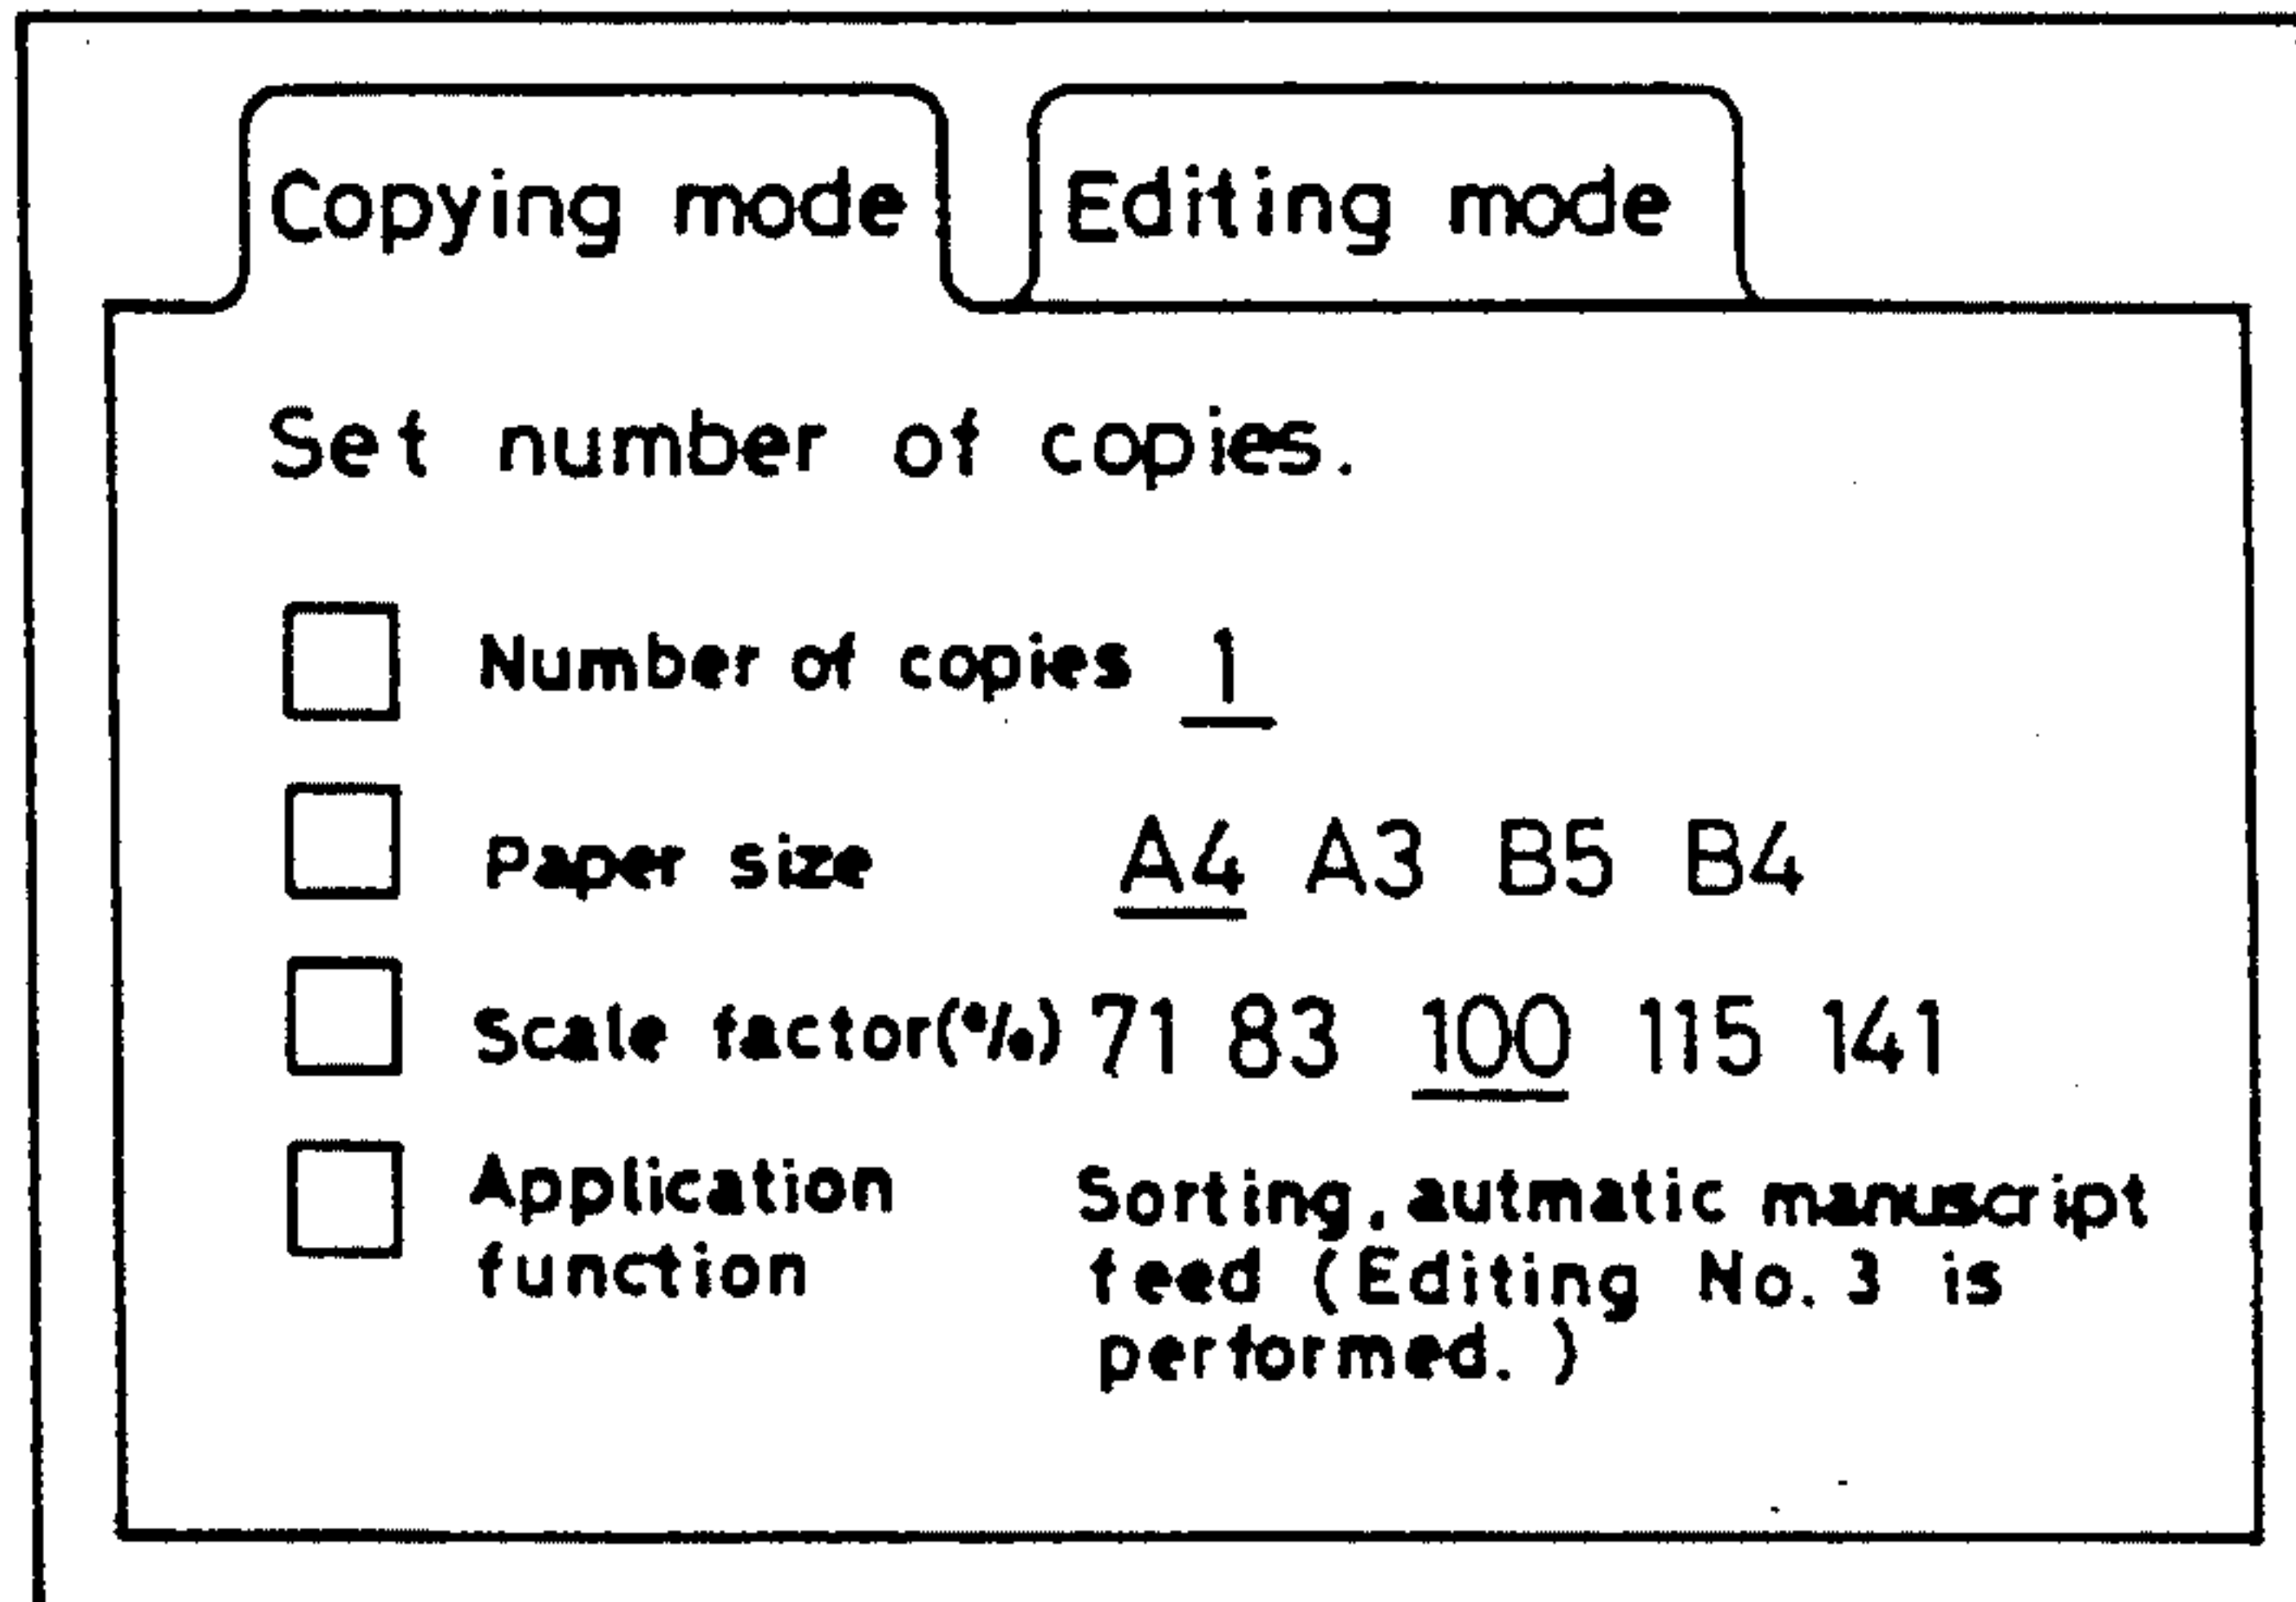 Copying mode Editing mode
Set number of copies.
Number of copies 1
Paper size A4 A3 B5 B4
Scale factor(%) 71 83 100 115 141
Application Sorting, autmatic manuscript
function feed (Editing No. 3 is
performed. )